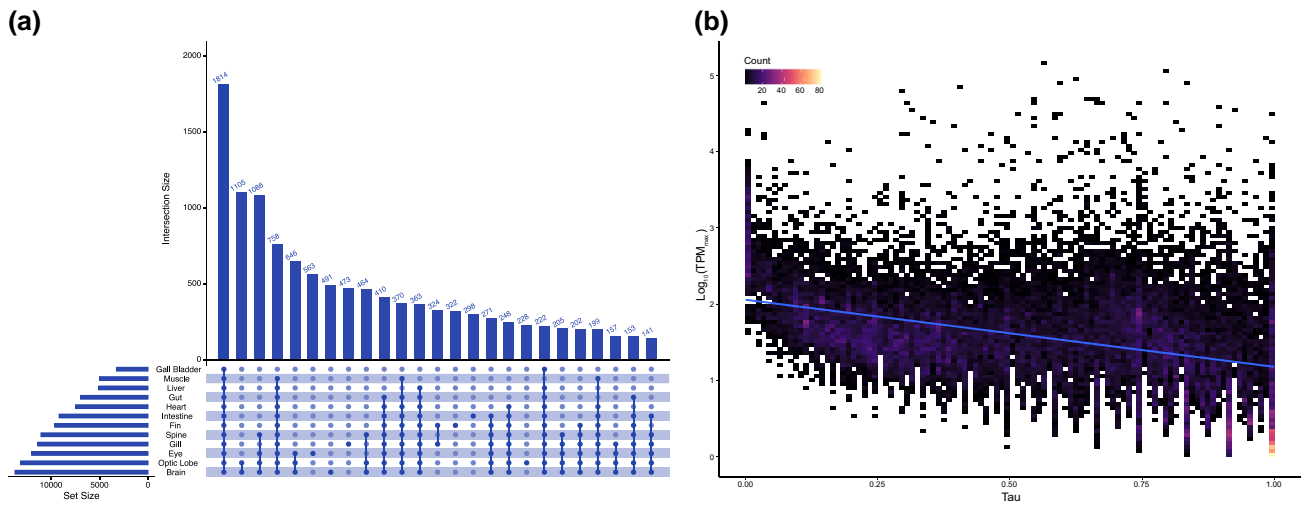 (a)
2000
1500
1000
500
0
Intersection Size
1814
1105
1086
758
646
563
491
473
464
410
370
363
324
322
298
271
248
228
222
205
202
199
157
153
141
Gall Bladder
Muscle
Liver
Gut
Heart
Intestine
Fin
Spine
Gill
Eye
Optic Lobe
Brain
10000 5000 0
Set Size
(b)
Count
20 40 60 80
5
4
3
2
1
0
Log10(TPMmax)
0.00 0.25 0.50 0.75 1.00
Tau